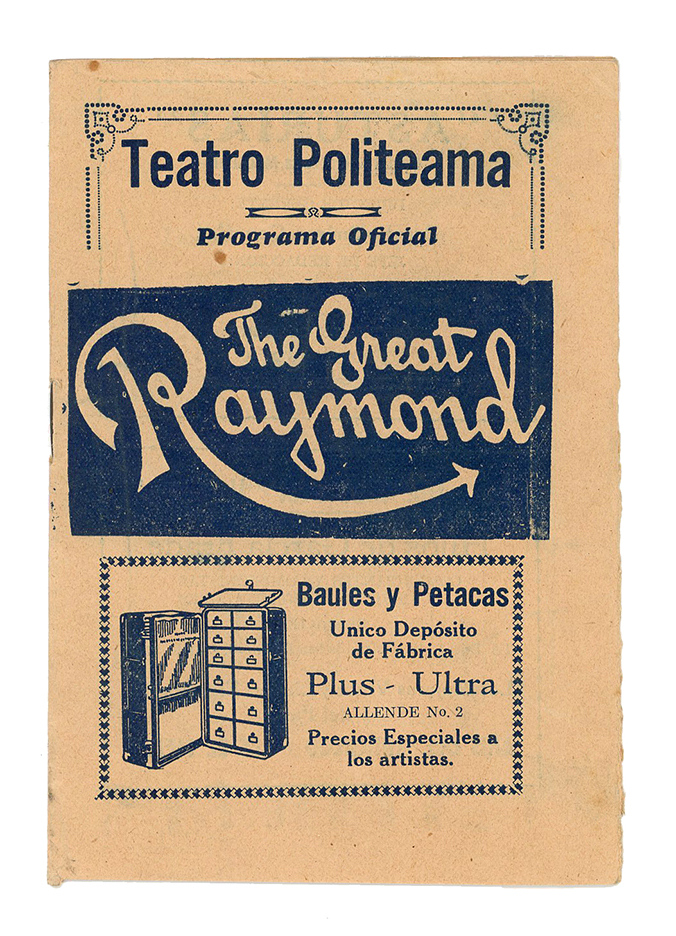 Teatro Politeama
Programa Oficial
The Great
Raymond
Baules y Petacas
Unico Depósito
de Fábrica
Plus - Ultra
ALLENDE No. 2
Precios Especiales a
los artistas.